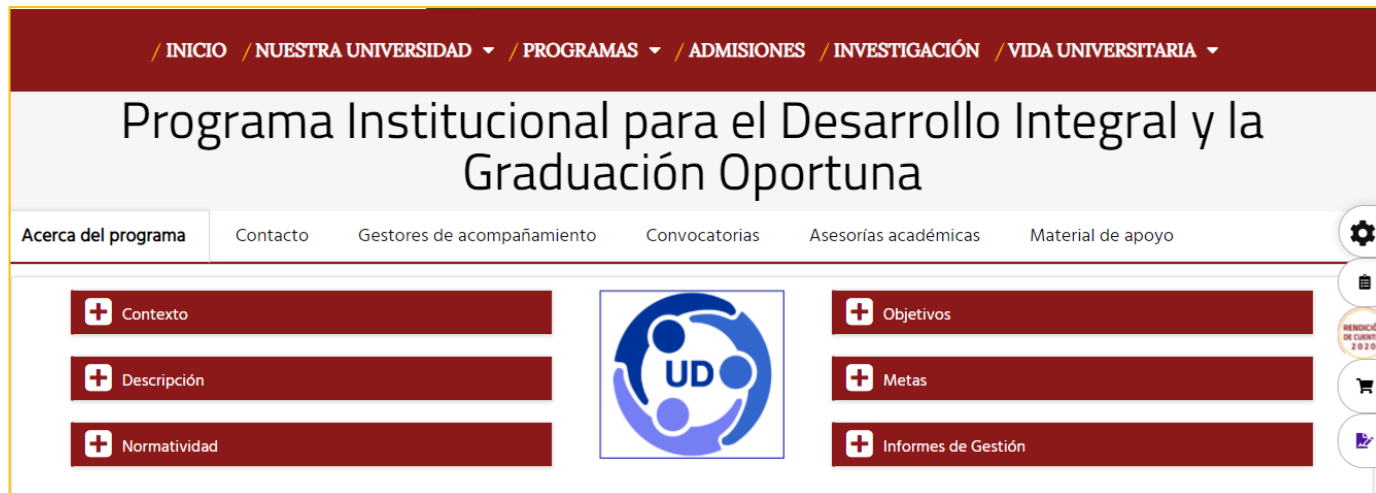 / INICIO / NUESTRA UNIVERSIDAD / PROGRAMAS / ADMISIONES / INVESTIGACIÓN / VIDA UNIVERSITARIA
Programa Institucional para el Desarrollo Integral y la
Graduación Oportuna
Acerca del programa Contacto Gestores de acompañamiento Convocatorias Asesorías académicas Material de apoyo
Contexto
Descripción
Normatividad
UD
Objetivos
Metas
Informes de Gestión
DE
2020